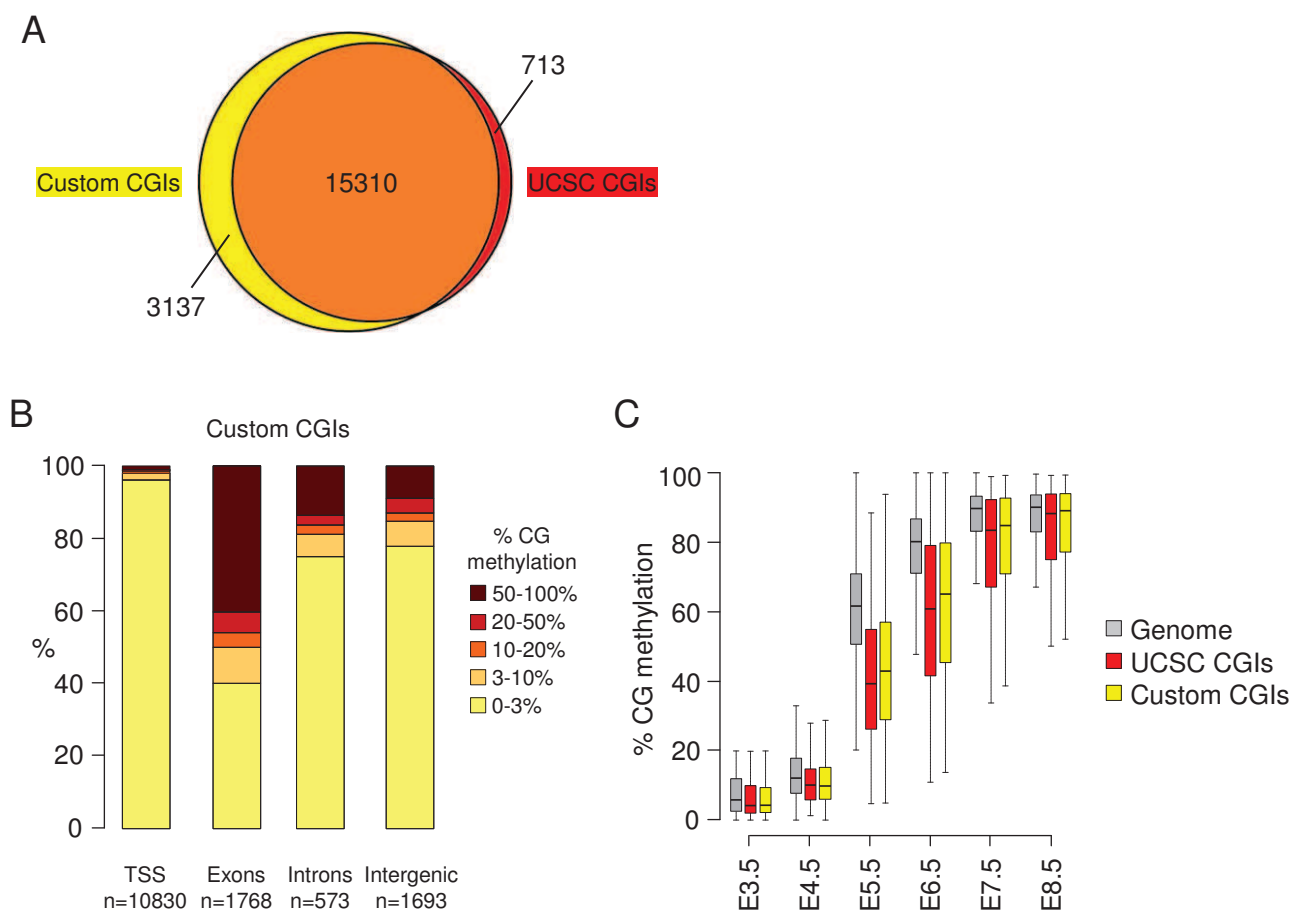 A
713
Custom CGIs
15310
UCSC CGIs
3137
B
Custom CGIs
100
80
60
40
20
0
%
% CG
methylation
50-100%
20-50%
10-20%
3-10%
0-3%
TSS
n=10830
Exons
n=1768
Introns
n=573
Intergenic
n=1693
C
100
80
60
40
20
0
% CG methylation
E3.5
E4.5
E5.5
E6.5
E7.5
E8.5
Genome
UCSC CGIs
Custom CGIs